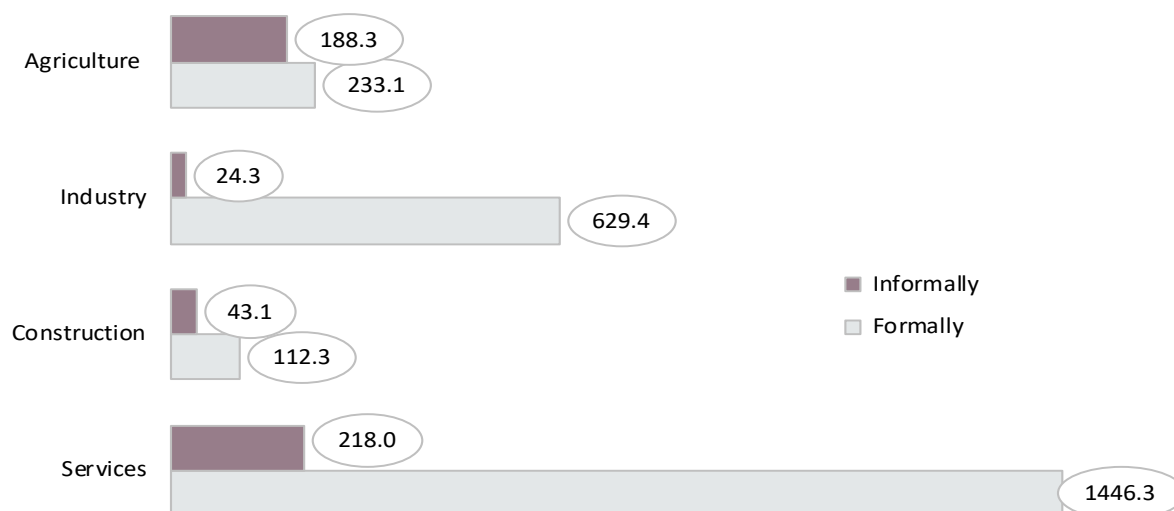 188.3
Agriculture
233.1
24.3
Industry
629.4
Informally
43.1
Formally
Construction
112.3
218.0
Services
1446.3